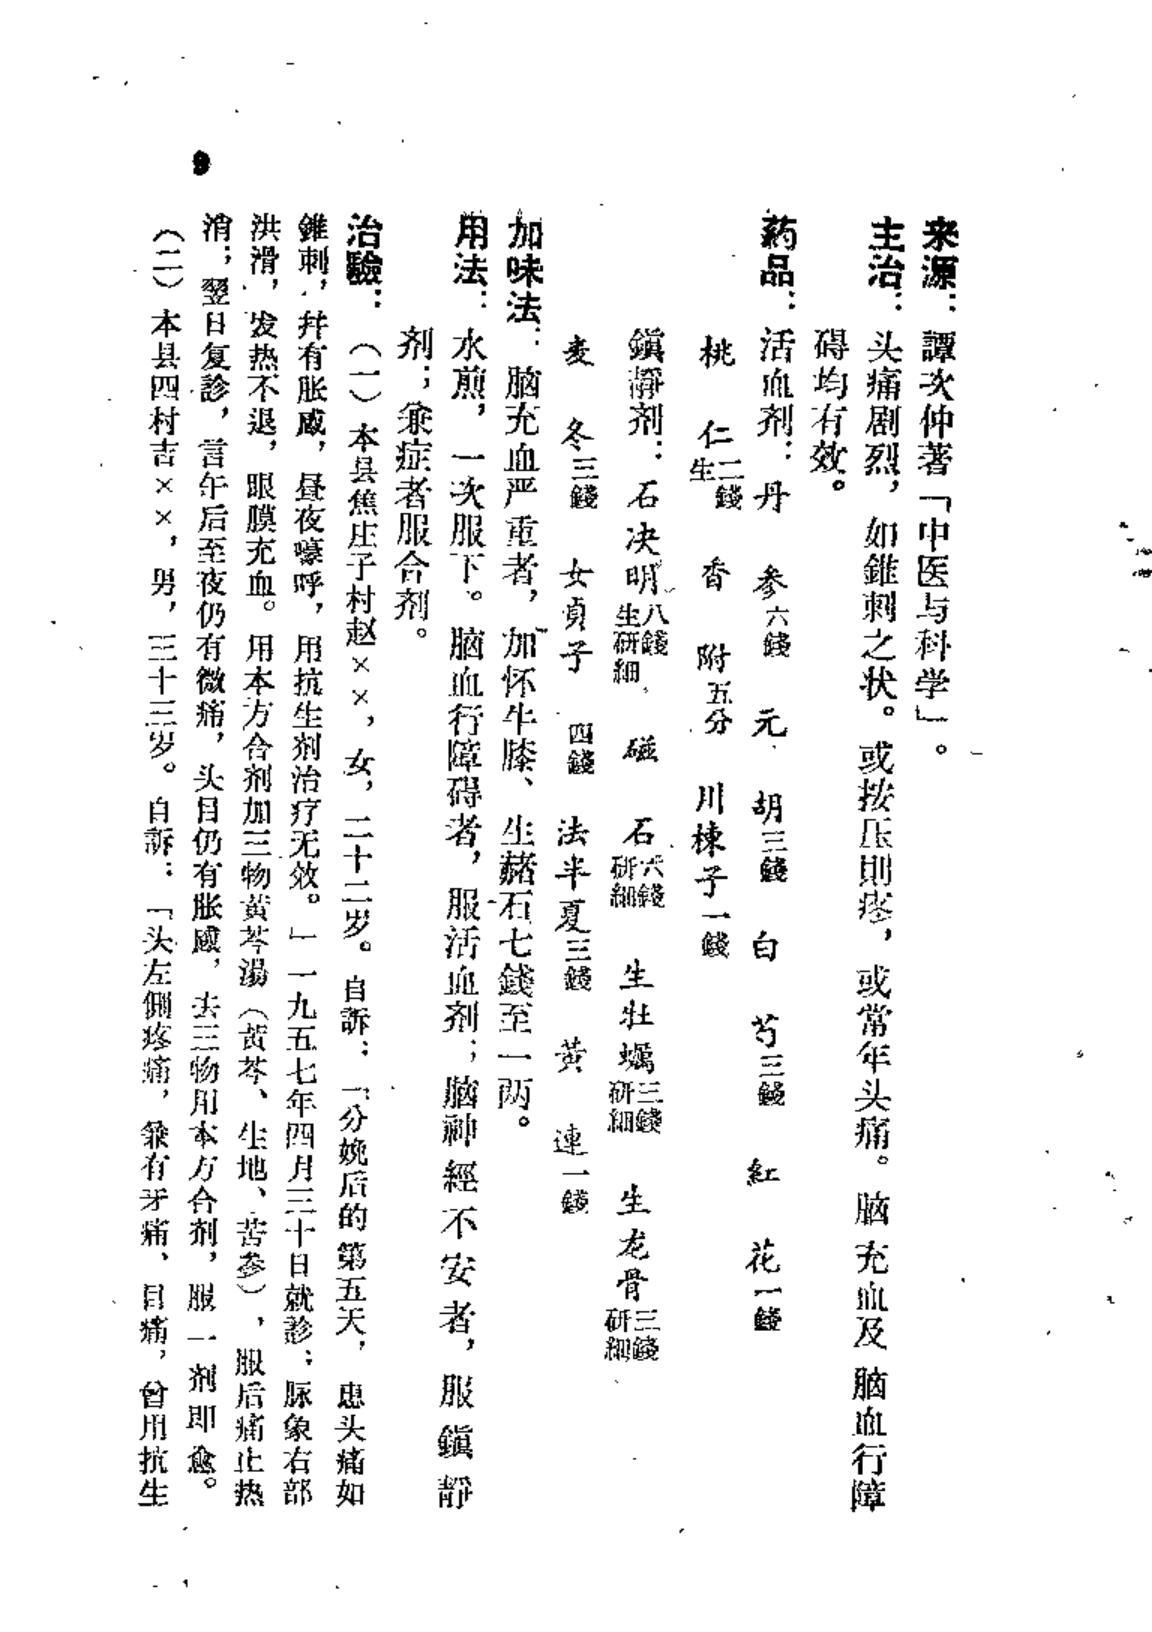 来源：譚次仲著「中医与科学」。
主治：头痛剧烈，如錐刺之状。或按压則疼，或常年头痛。脑充血及脑血行障
碍均有效。
药品：活血剂：丹参六錢 元胡三錢 白芍三錢 紅花一錢
桃仁生二錢 香附五分 川楝子一錢
鎮靜剂：石决明生研細八錢 磁石研細六錢 生牡蠣研細三錢 生龙骨研細三錢
麦冬三錢 女貞子四錢 法半夏三錢 黃連一錢
加味法：脑充血严重者，加怀牛膝、生赭石七錢至一两。
用法：水煎，一次服下。脑血行障碍者，服活血剂；脑神經不安者，服鎮靜
剂；兼症者服合剂。
治驗：（一）本县焦庄子村赵××，女，二十二岁。自訴：「分娩后的第五天，患头痛如
錐刺，幷有胀感，昼夜嚎呼，用抗生剂治疗无效。」一九五七年四月三十日就診：脉象右部
洪滑，发热不退，眼膜充血。用本方合剂加三物黃芩湯（黃芩、生地、苦参），服后痛止热
消；翌日复診，言午后至夜仍有微痛，头目仍有胀感，去三物用本方合剂，服一剂即愈。
（二）本县四村吉××，男，三十三岁。自訴：「头左側疼痛，兼有牙痛、目痛，曾用抗生
9